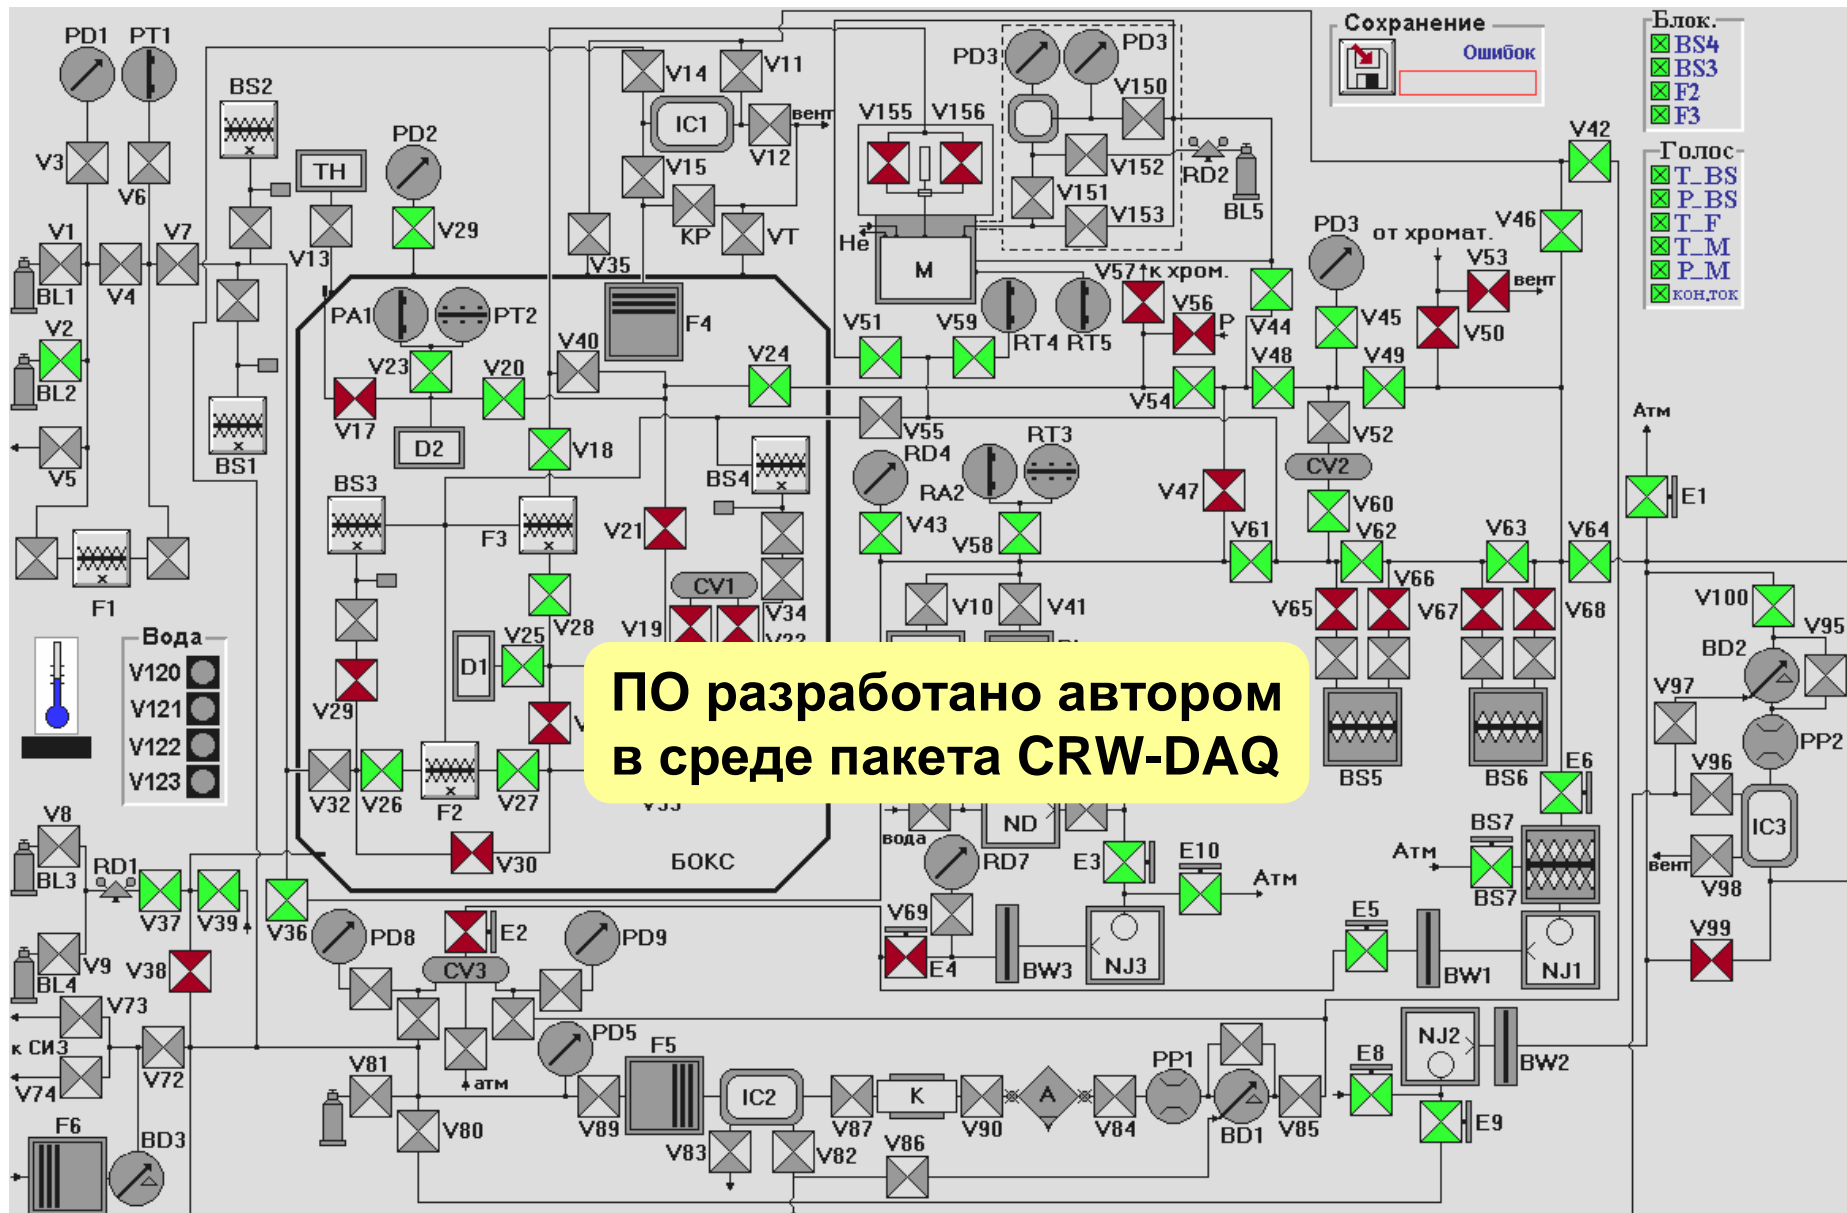 PD1 PT1 BS2 PD2 V14 V11 PD3 PD3 Сохранение Блок.
Ошибок BS4
BS3
F2
F3
V3 V6 TH IC1 V12 вент V155 V156 V150 V42
V15 V152 RD2 BL5 Голос
T_BS
P_BS
T_F
T_M
P_M
кон,ток
V1 V4 V7 V13 V29 V35 KP VT V151 V153 PD3 V46
BL1 He M от хромат.
V57 к хром. V53 вент
V2 PA1 PT2 F4 V51 V59 RT4 RT5 V56 P V44 V45 V50
BL2 V23 V20 V40 V24 V54 V48 V49
V5 BS1 V17 D2 V18 V55 V52 Атм
BS3 F3 V21 BS4 RD4 RA2 RT3 V47 CV2 V60 E1
V43 V58 V61 V62 V63 V64
F1 V28 CV1 V34 V10 V41 V65 V66 V67 V68 V100 V95
Вода
V120
V121
V122
V123
D1 V25 V19 BD2 V97
V29
ПО разработано автором
в среде пакета CRW-DAQ
BS5 BS6 E6 PP2 V96
V32 V26 F2 V27 вода ND IC3
V8 V30 БОКС RD7 E3 E10 Атм Атм BS7 BS7 вент V98
BL3 RD1 V37 V39 V36
V9 BL4 V38 PD8 E2 PD9 V69 E4 BW3 NJ3 E5 BW1 NJ1 V99
CV3
V73 к СИЗ V74 V72 атм PD5 F5 PP1 E8 NJ2 BW2
V81 V80 V89 IC2 V87 K V90 A V84 BD1 V85 E9
F6 BD3 V83 V82 V86